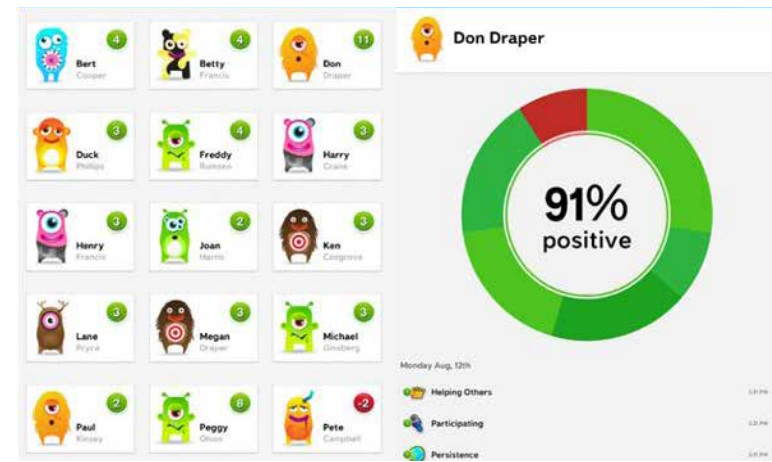 4
Bert
Cooper
4
Betty
Francis
11
Don
Draper
3
Duck
Phillips
4
Freddy
Rumsen
3
Harry
Crane
3
Henry
Francis
2
Joan
Harris
3
Ken
Cosgrove
3
Lane
Pryce
3
Megan
Draper
3
Michael
Ginsberg
2
Paul
Kinsey
8
Peggy
Olson
-2
Pete
Campbell
Don Draper
91%
positive
Monday Aug, 12th
Helping Others
Participating
Persistence